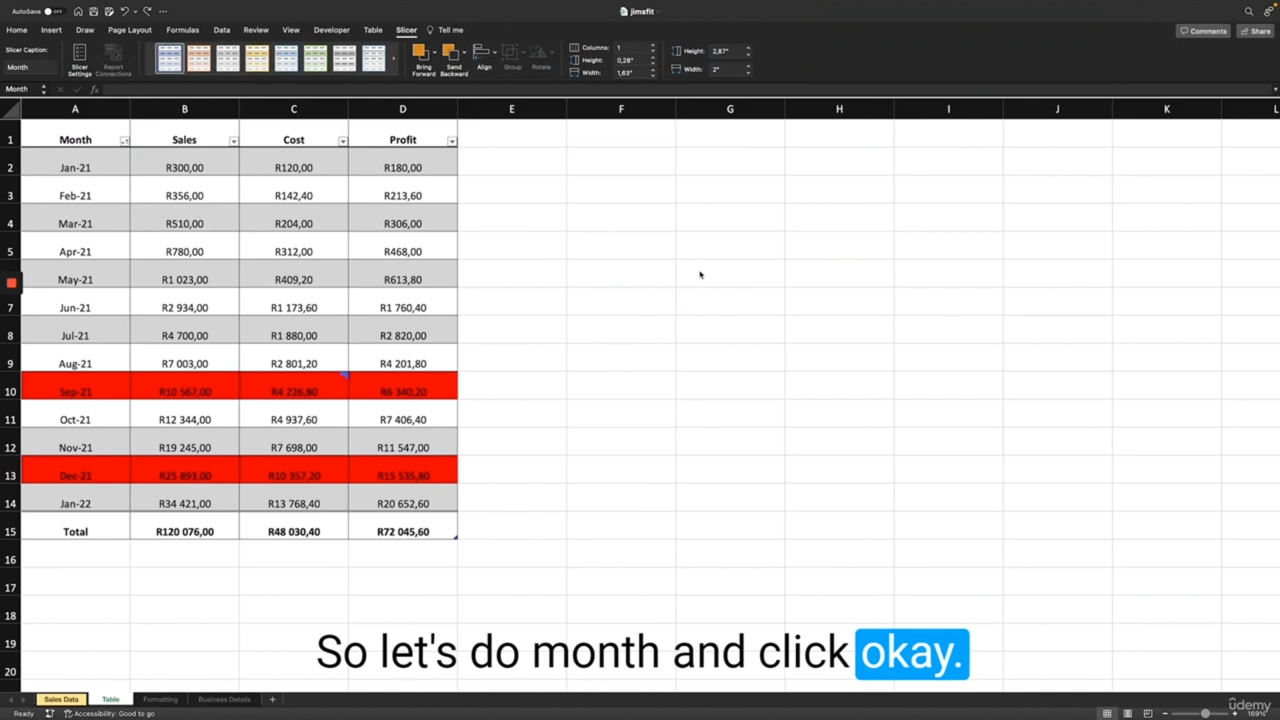 AutoSave
jimsfit
Home Insert Draw Page Layout Formulas Data Review View Developer Table Slicer Tell me
Comments Share
Slicer Caption:
Month
Slicer Settings
Report Connections
Bring Forward
Send Backward
Align
Group
Rotate
Columns: 1
Height: 0,28"
Width: 1,63"
Height: 2,87"
Width: 2"
Month fx
A B C D E F G H I J K L
1 Month Sales Cost Profit
2 Jan-21 R300,00 R120,00 R180,00
3 Feb-21 R356,00 R142,40 R213,60
4 Mar-21 R510,00 R204,00 R306,00
5 Apr-21 R780,00 R312,00 R468,00
May-21 R1 023,00 R409,20 R613,80
7 Jun-21 R2 934,00 R1 173,60 R1 760,40
8 Jul-21 R4 700,00 R1 880,00 R2 820,00
9 Aug-21 R7 003,00 R2 801,20 R4 201,80
10 Sep-21 R10 567,00 R4 226,80 R6 340,20
11 Oct-21 R12 344,00 R4 937,60 R7 406,40
12 Nov-21 R19 245,00 R7 698,00 R11 547,00
13 Dec-21 R25 893,00 R10 357,20 R15 535,80
14 Jan-22 R34 421,00 R13 768,40 R20 652,60
15 Total R120 076,00 R48 030,40 R72 045,60
16
17
18
19
20
So let's do month and click okay.
Sales Data Table Formatting Business Details +
Ready Accessibility: Good to go
udemy
169%